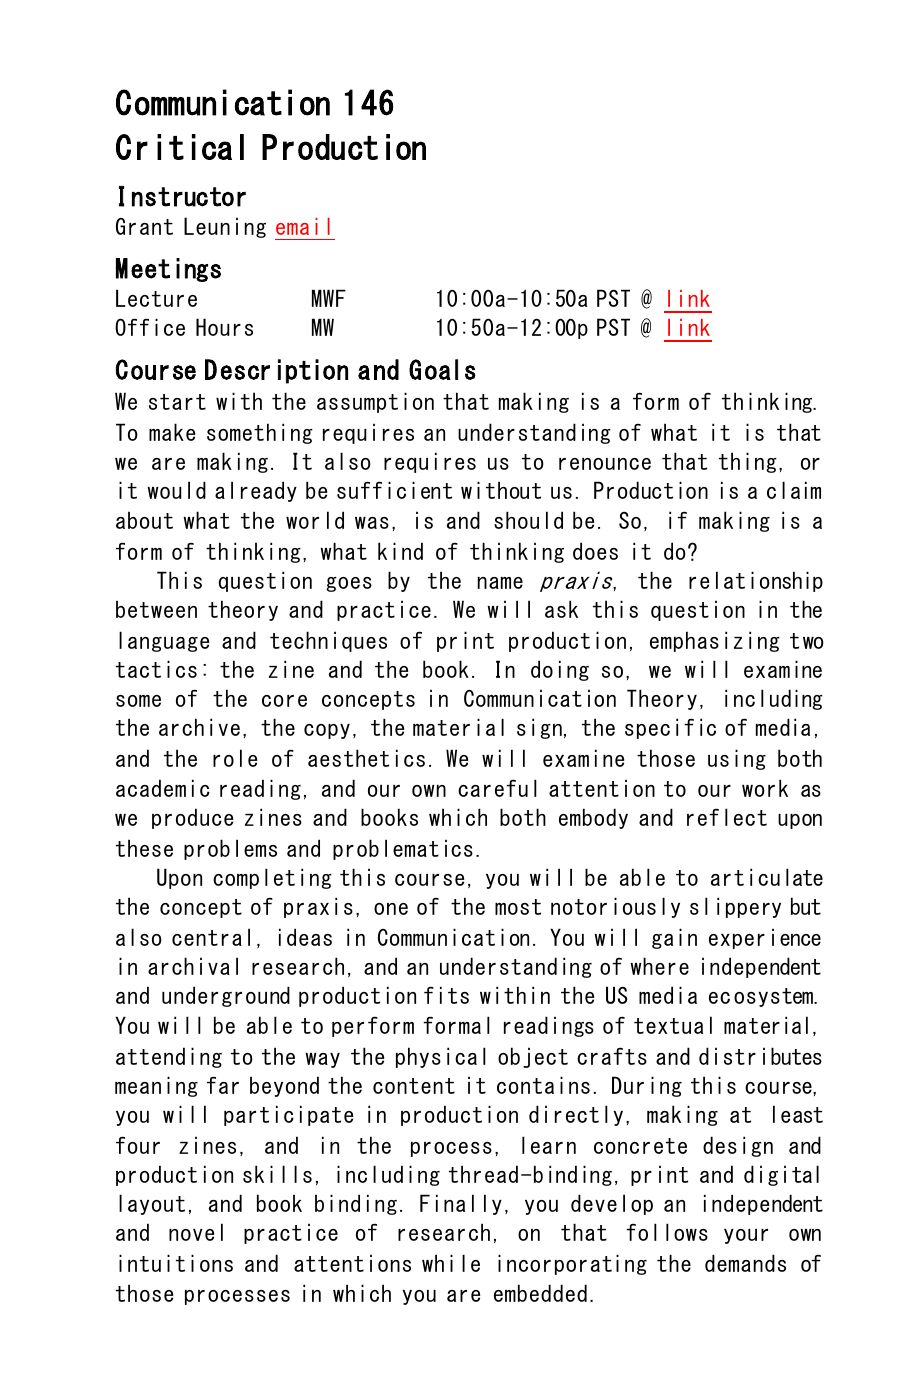 Communication 146
Critical Production
Instructor
Grant Leuning email
Meetings
Lecture MWF 10:00a-10:50a PST @ link
Office Hours MW 10:50a-12:00p PST @ link
Course Description and Goals
We start with the assumption that making is a form of thinking.
To make something requires an understanding of what it is that
we are making. It also requires us to renounce that thing, or
it would already be sufficient without us. Production is a claim
about what the world was, is and should be. So, if making is a
form of thinking, what kind of thinking does it do?
This question goes by the name praxis, the relationship
between theory and practice. We will ask this question in the
language and techniques of print production, emphasizing two
tactics: the zine and the book. In doing so, we will examine
some of the core concepts in Communication Theory, including
the archive, the copy, the material sign, the specific of media,
and the role of aesthetics. We will examine those using both
academic reading, and our own careful attention to our work as
we produce zines and books which both embody and reflect upon
these problems and problematics.
Upon completing this course, you will be able to articulate
the concept of praxis, one of the most notoriously slippery but
also central, ideas in Communication. You will gain experience
in archival research, and an understanding of where independent
and underground production fits within the US media ecosystem.
You will be able to perform formal readings of textual material,
attending to the way the physical object crafts and distributes
meaning far beyond the content it contains. During this course,
you will participate in production directly, making at least
four zines, and in the process, learn concrete design and
production skills, including thread-binding, print and digital
layout, and book binding. Finally, you develop an independent
and novel practice of research, on that follows your own
intuitions and attentions while incorporating the demands of
those processes in which you are embedded.